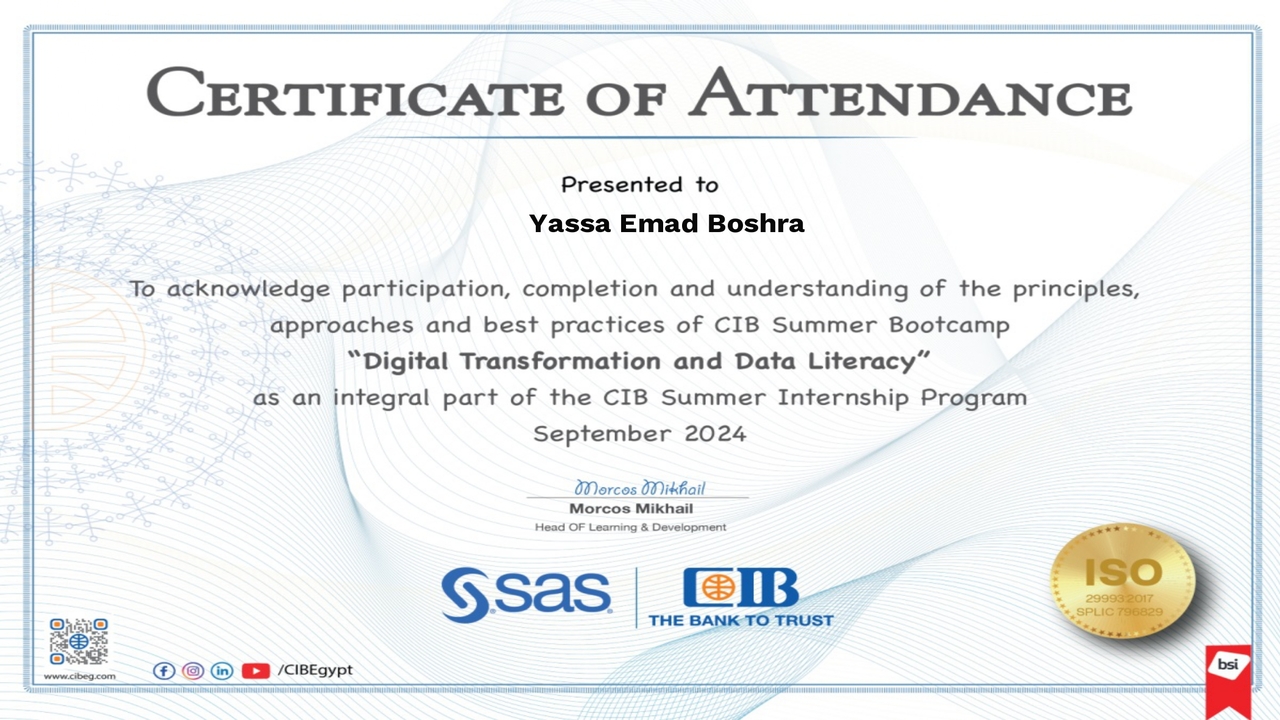 CERTIFICATE OF ATTENDANCE
Presented to
Yassa Emad Boshra
To acknowledge participation, completion and understanding of the principles,
approaches and best practices of CIB Summer Bootcamp
“Digital Transformation and Data Literacy”
as an integral part of the CIB Summer Internship Program
September 2024
Morcos Mikhail
Morcos Mikhail
Head OF Learning & Development
sas
CIB
THE BANK TO TRUST
ISO
29993:2017
SPLIC 796829
bsi
www.cibeg.com
/CIBEgypt